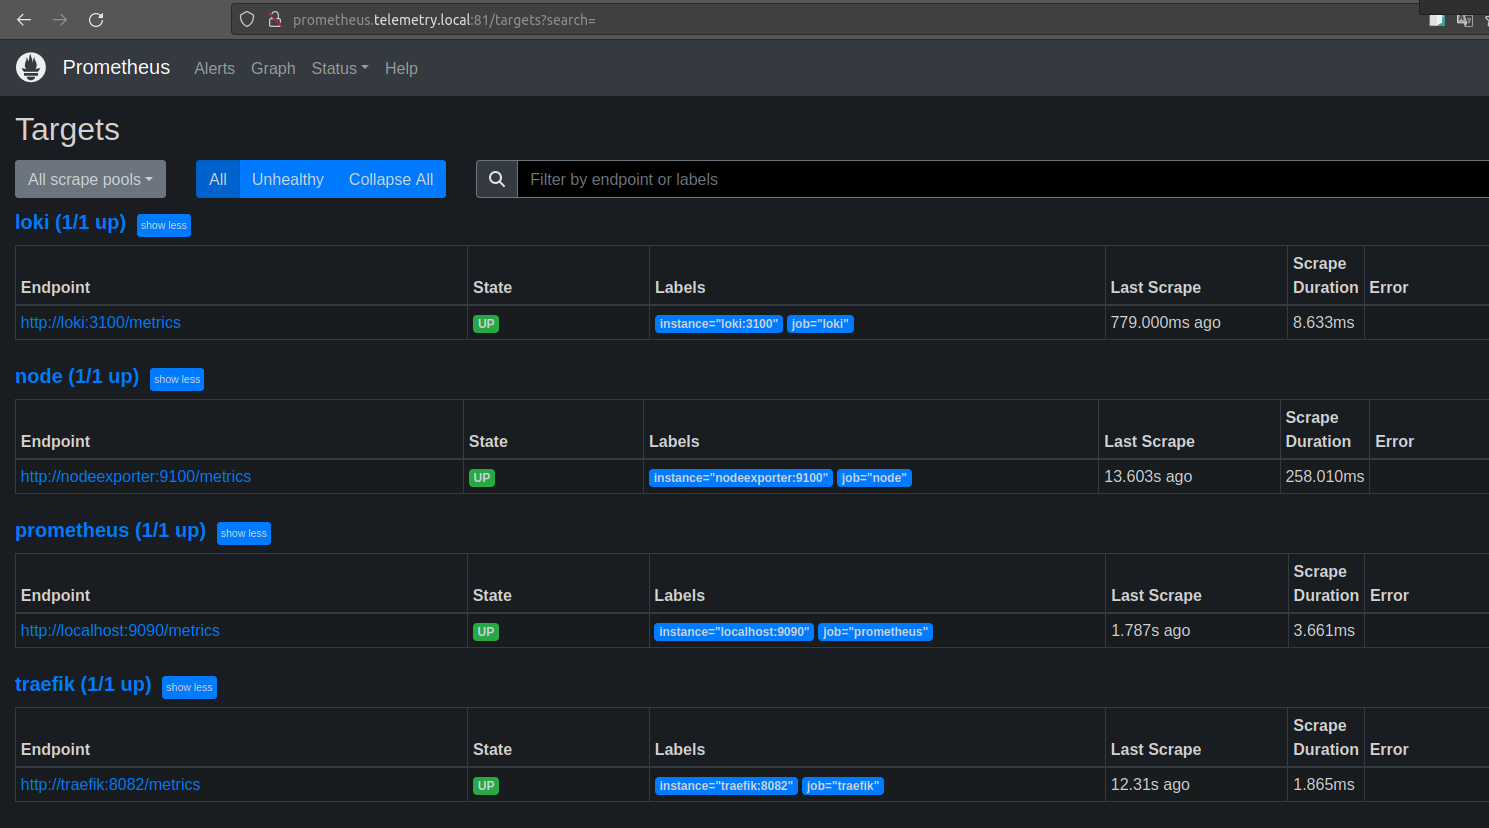 prometheus.telemetry.local:81/targets?search=
Prometheus Alerts Graph Status Help
Targets
All scrape pools All Unhealthy Collapse All Filter by endpoint or labels
loki (1/1 up) show less
Endpoint State Labels Last Scrape Scrape Duration Error
http://loki:3100/metrics UP instance="loki:3100" job="loki" 779.000ms ago 8.633ms
node (1/1 up) show less
Endpoint State Labels Last Scrape Scrape Duration Error
http://nodeexporter:9100/metrics UP instance="nodeexporter:9100" job="node" 13.603s ago 258.010ms
prometheus (1/1 up) show less
Endpoint State Labels Last Scrape Scrape Duration Error
http://localhost:9090/metrics UP instance="localhost:9090" job="prometheus" 1.787s ago 3.661ms
traefik (1/1 up) show less
Endpoint State Labels Last Scrape Scrape Duration Error
http://traefik:8082/metrics UP instance="traefik:8082" job="traefik" 12.31s ago 1.865ms